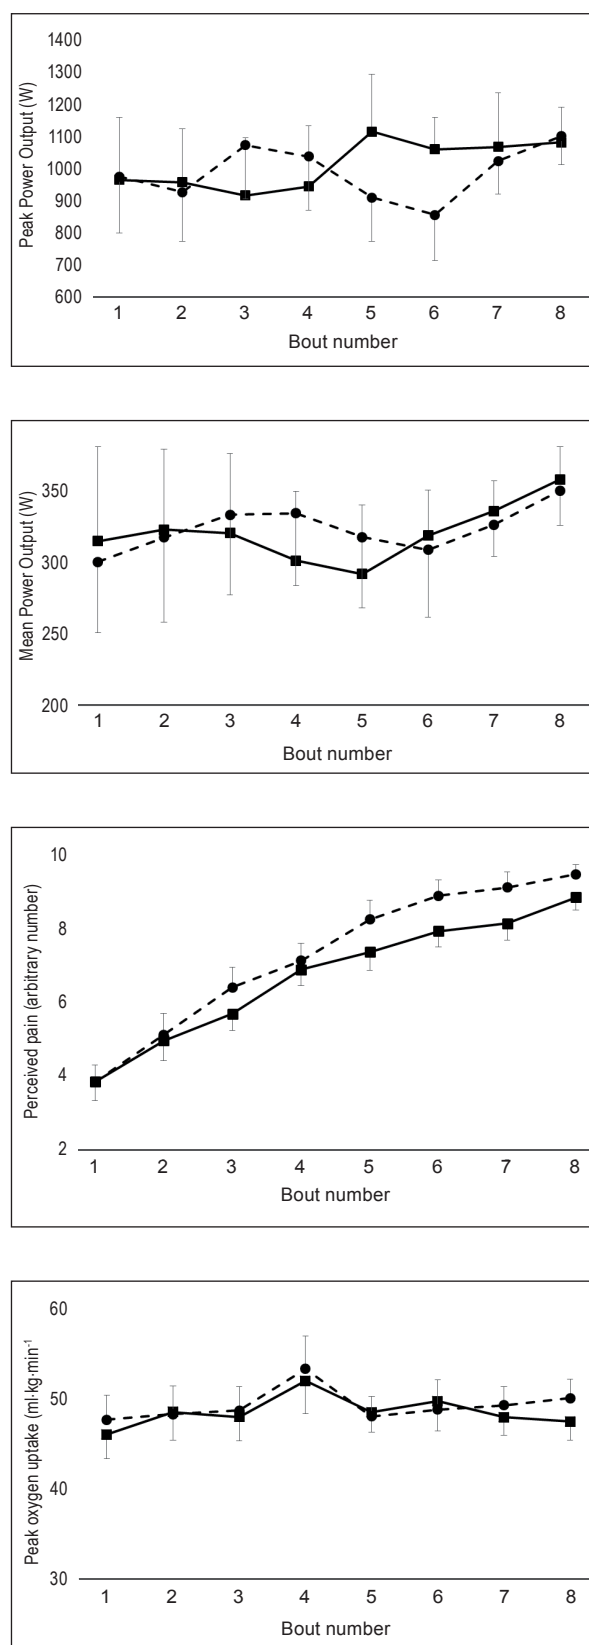 Peak Power Output (W)
1400
1300
1200
1100
1000
900
800
700
600
1 2 3 4 5 6 7 8
Bout number
Mean Power Output (W)
350
300
250
200
1 2 3 4 5 6 7 8
Bout number
Perceived pain (arbitrary number)
10
8
6
4
2
1 2 3 4 5 6 7 8
Bout number
Peak oxygen uptake (ml·kg·min⁻¹
60
50
40
30
1 2 3 4 5 6 7 8
Bout number